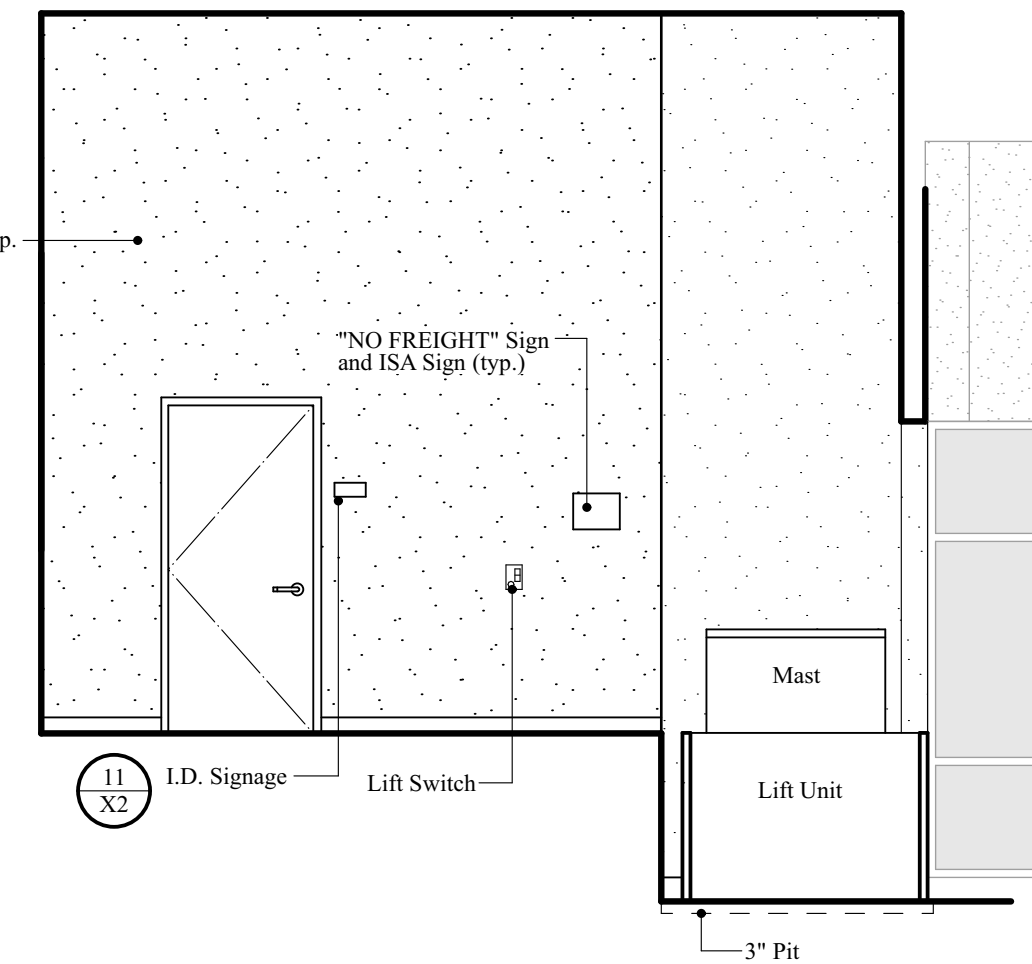 p.
"NO FREIGHT" Sign
and ISA Sign (typ.)
Mast
11
X2
I.D. Signage
Lift Switch
Lift Unit
3" Pit